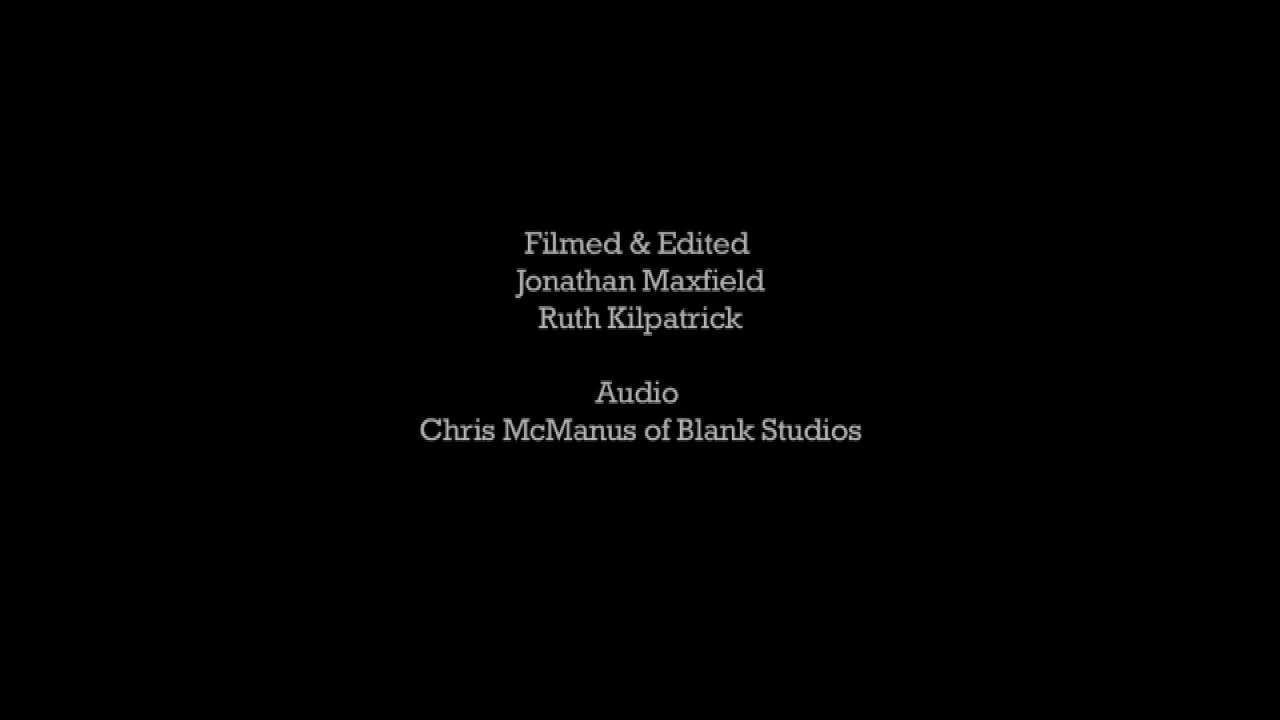 Filmed & Edited
Jonathan Maxfield
Ruth Kilpatrick
Audio
Chris McManus of Blank Studios